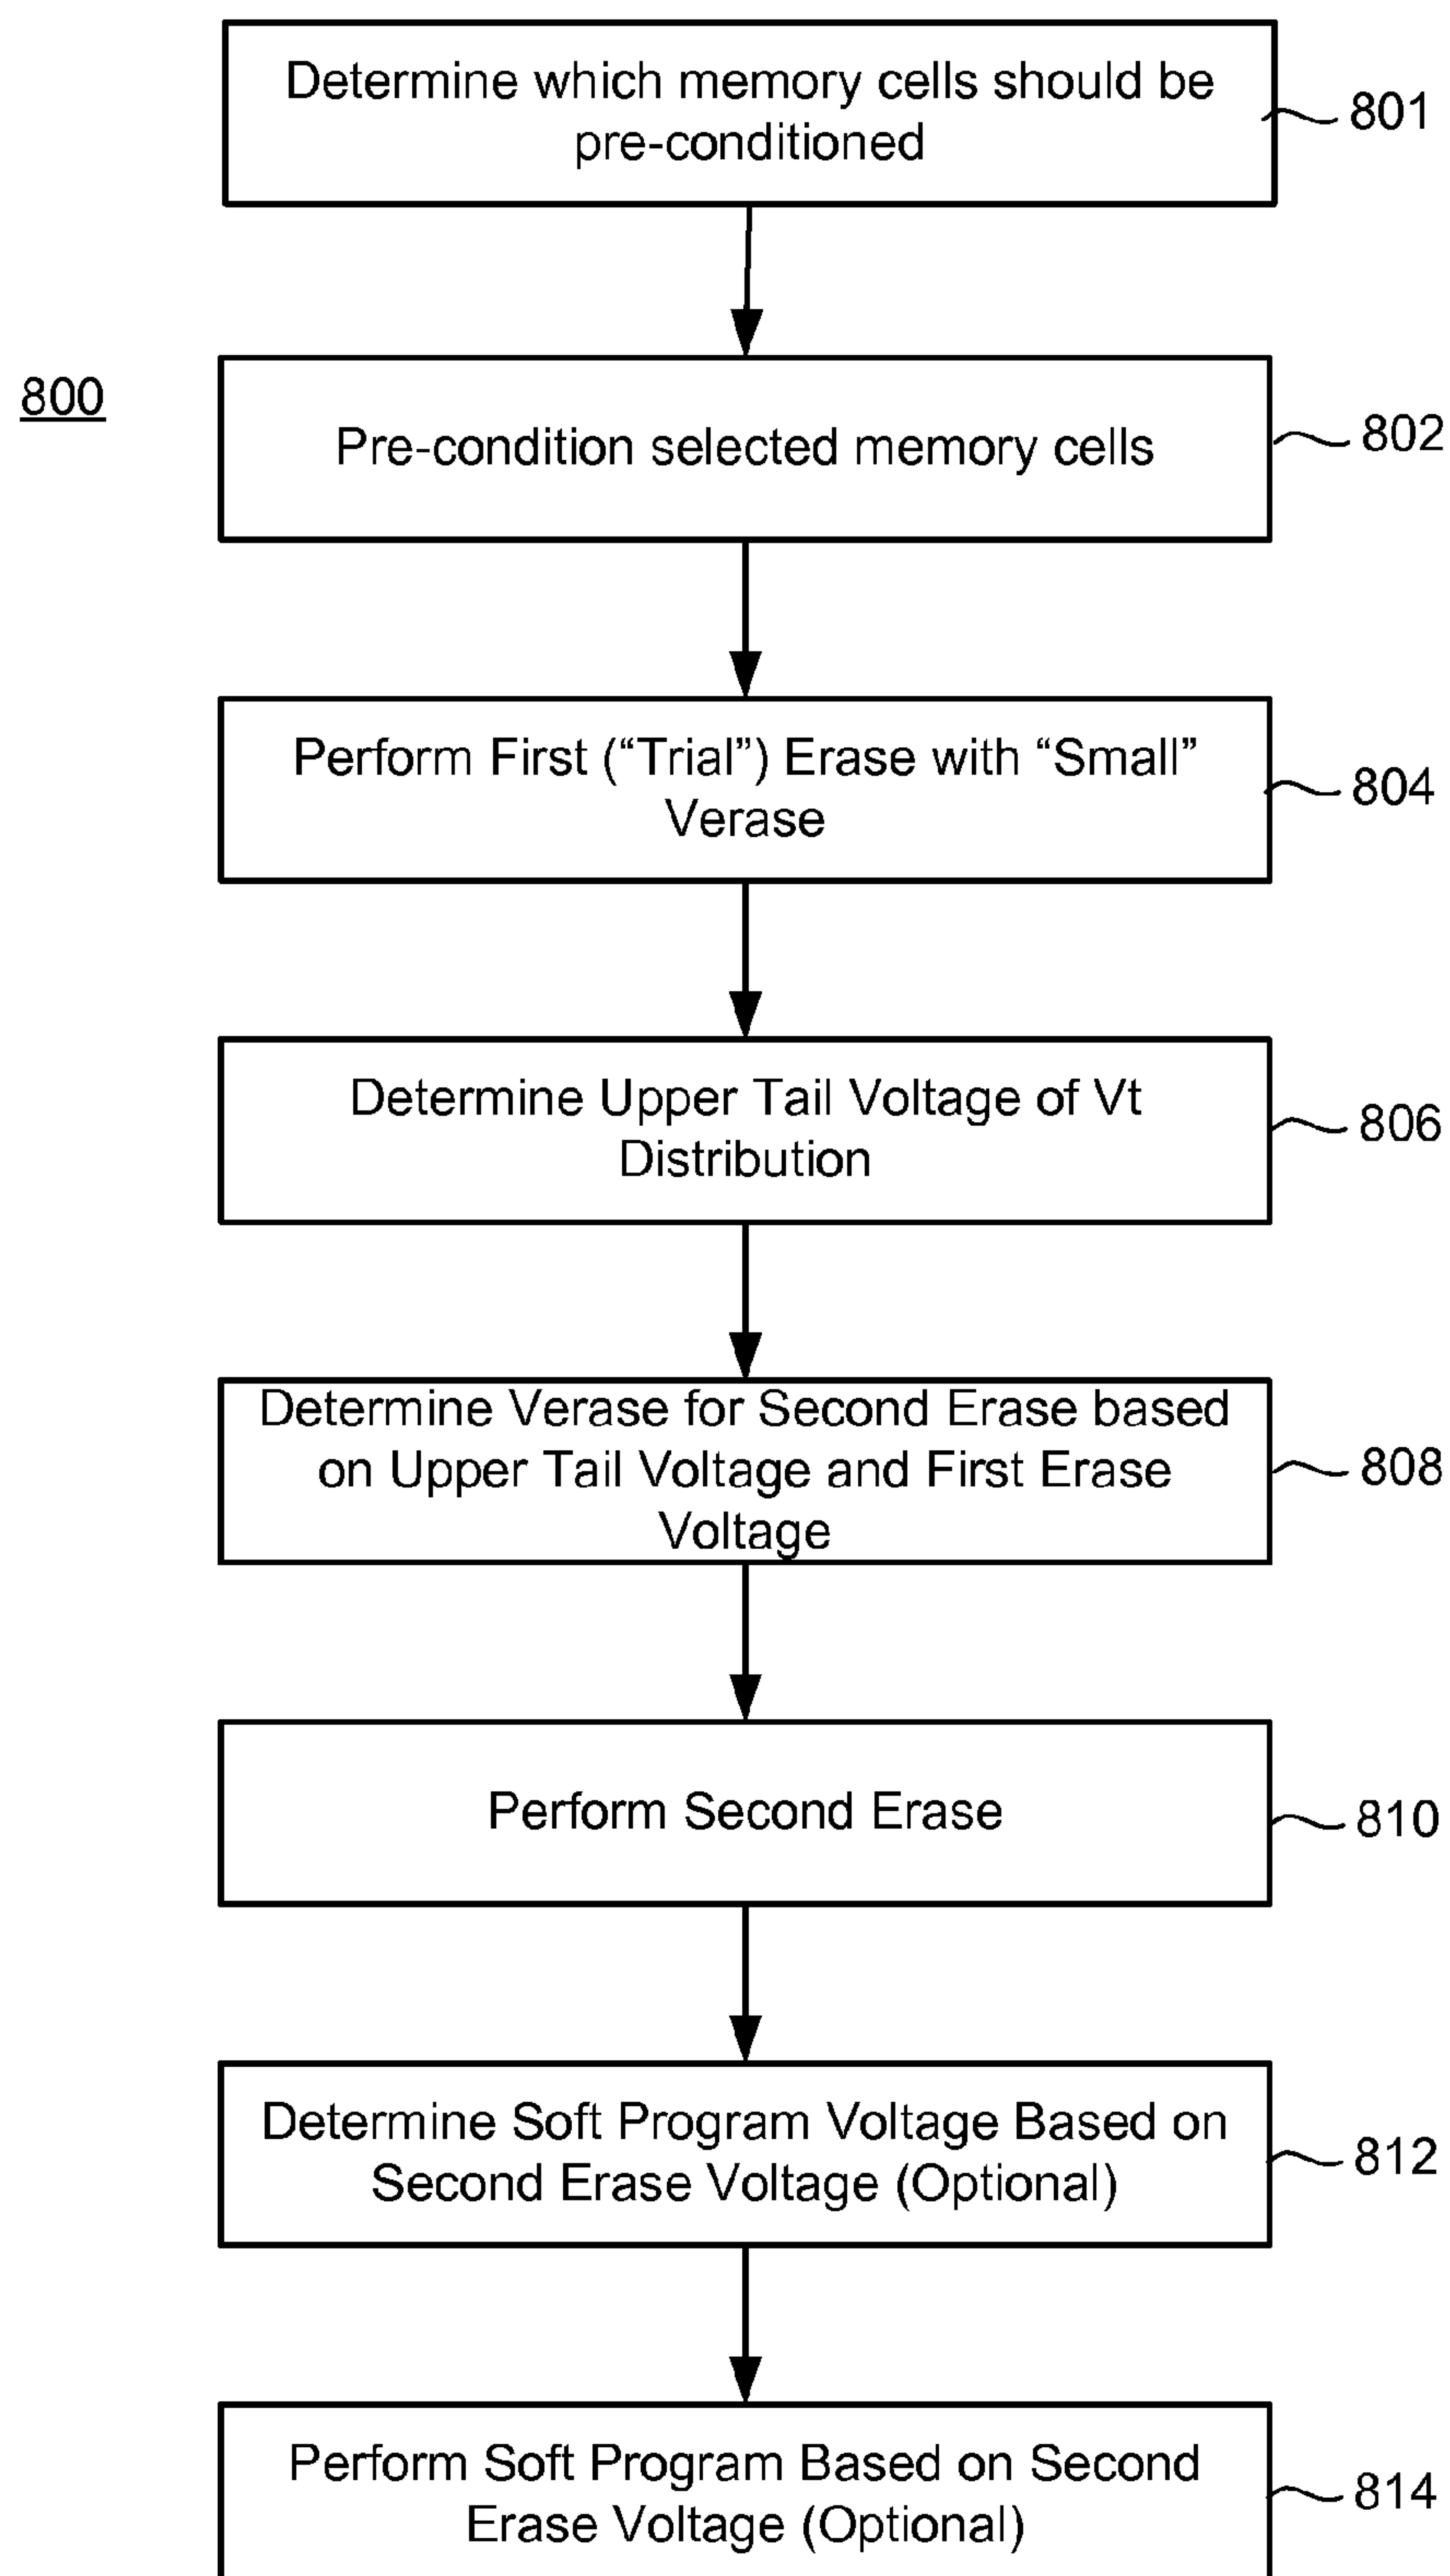 Determine which memory cells should be
pre-conditioned
801
800
Pre-condition selected memory cells
802
Perform First (“Trial”) Erase with “Small”
Verase
804
Determine Upper Tail Voltage of Vt
Distribution
806
Determine Verase for Second Erase based
on Upper Tail Voltage and First Erase
Voltage
808
Perform Second Erase
810
Determine Soft Program Voltage Based on
Second Erase Voltage (Optional)
812
Perform Soft Program Based on Second
Erase Voltage (Optional)
814